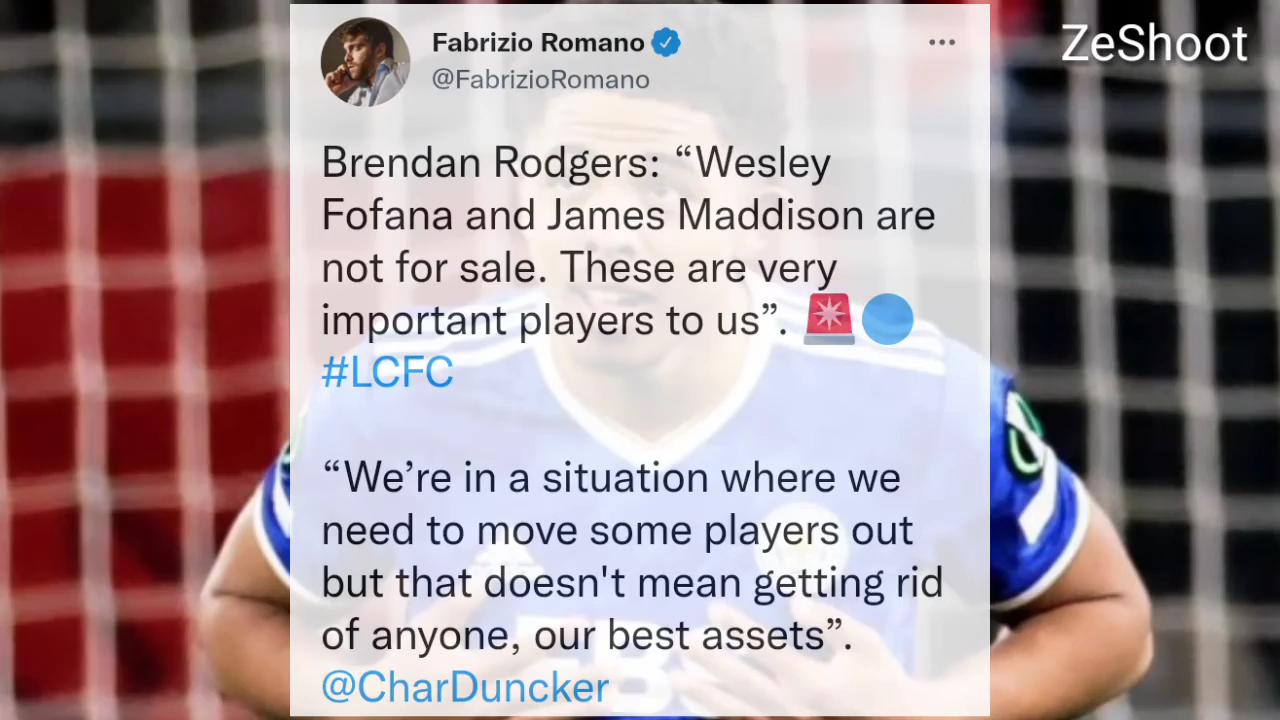 ZeShoot
Fabrizio Romano
@FabrizioRomano
Brendan Rodgers: “Wesley
Fofana and James Maddison are
not for sale. These are very
important players to us”. 🚨🔵
#LCFC
“We’re in a situation where we
need to move some players out
but that doesn't mean getting rid
of anyone, our best assets”.
@CharDuncker